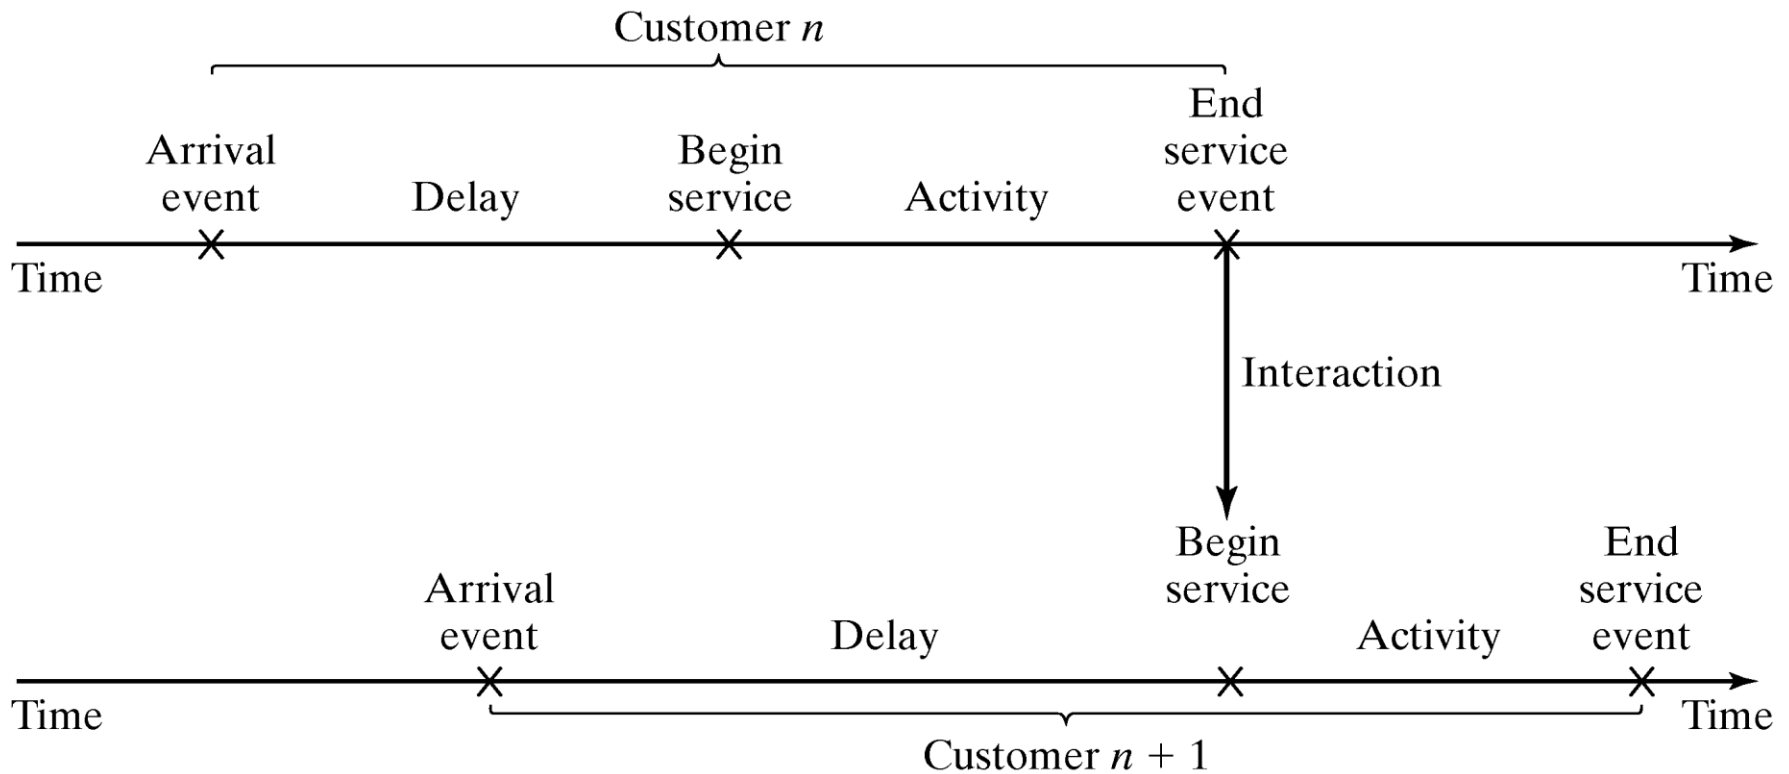 Customer n
Arrival
event
Delay
Begin
service
Activity
End
service
event
Time
Time
Interaction
Arrival
event
Delay
Begin
service
Activity
End
service
event
Time
Time
Customer n + 1